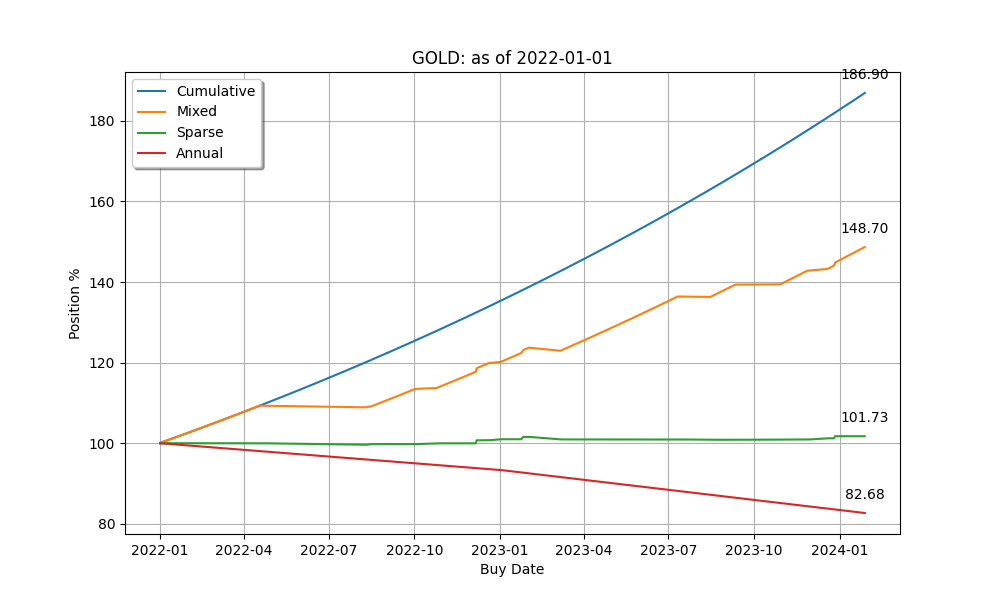 GOLD: as of 2022-01-01
186.90
Cumulative
Mixed
Sparse
Annual
180
160
148.70
140
Position %
120
101.73
100
82.68
80
2022-01 2022-04 2022-07 2022-10 2023-01 2023-04 2023-07 2023-10 2024-01
Buy Date